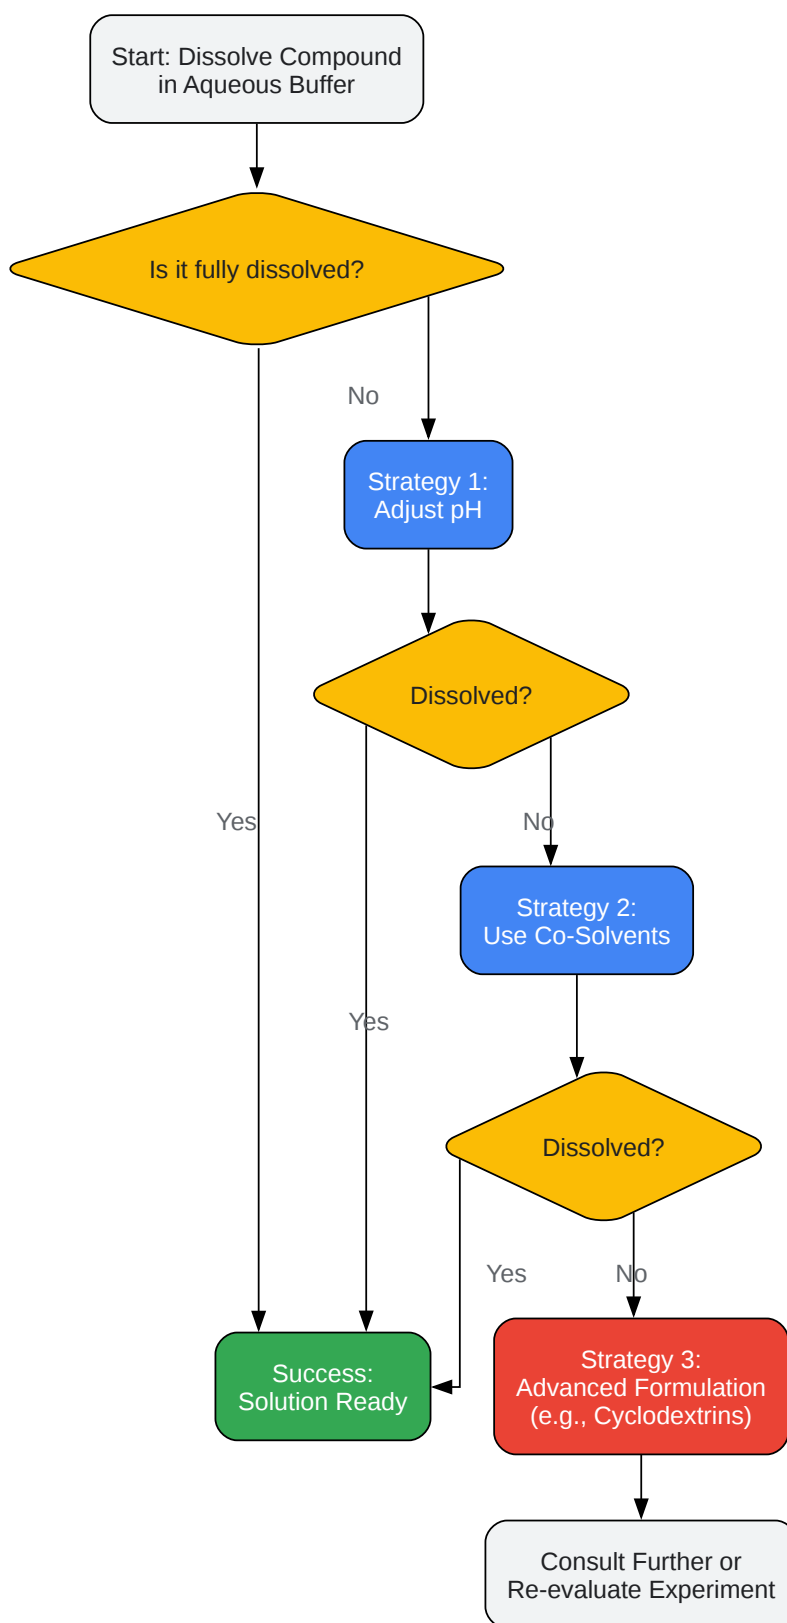 Start: Dissolve Compound
in Aqueous Buffer
Is it fully dissolved?
No
Strategy 1:
Adjust pH
Dissolved?
Yes
No
Strategy 2:
Use Co-Solvents
Yes
Dissolved?
Yes
No
Success:
Solution Ready
Strategy 3:
Advanced Formulation
(e.g., Cyclodextrins)
Consult Further or
Re-evaluate Experiment